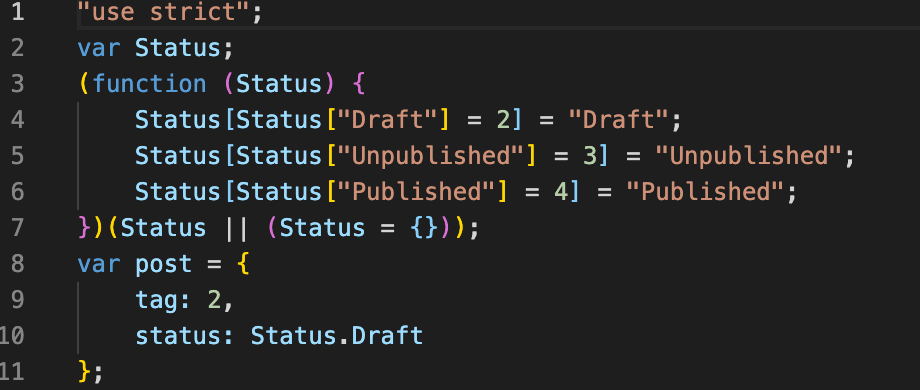 1 "use strict";
2 var Status;
3 (function (Status) {
4     Status[Status["Draft"] = 2] = "Draft";
5     Status[Status["Unpublished"] = 3] = "Unpublished";
6     Status[Status["Published"] = 4] = "Published";
7 })(Status || (Status = {}));
8 var post = {
9     tag: 2,
10     status: Status.Draft
11 };